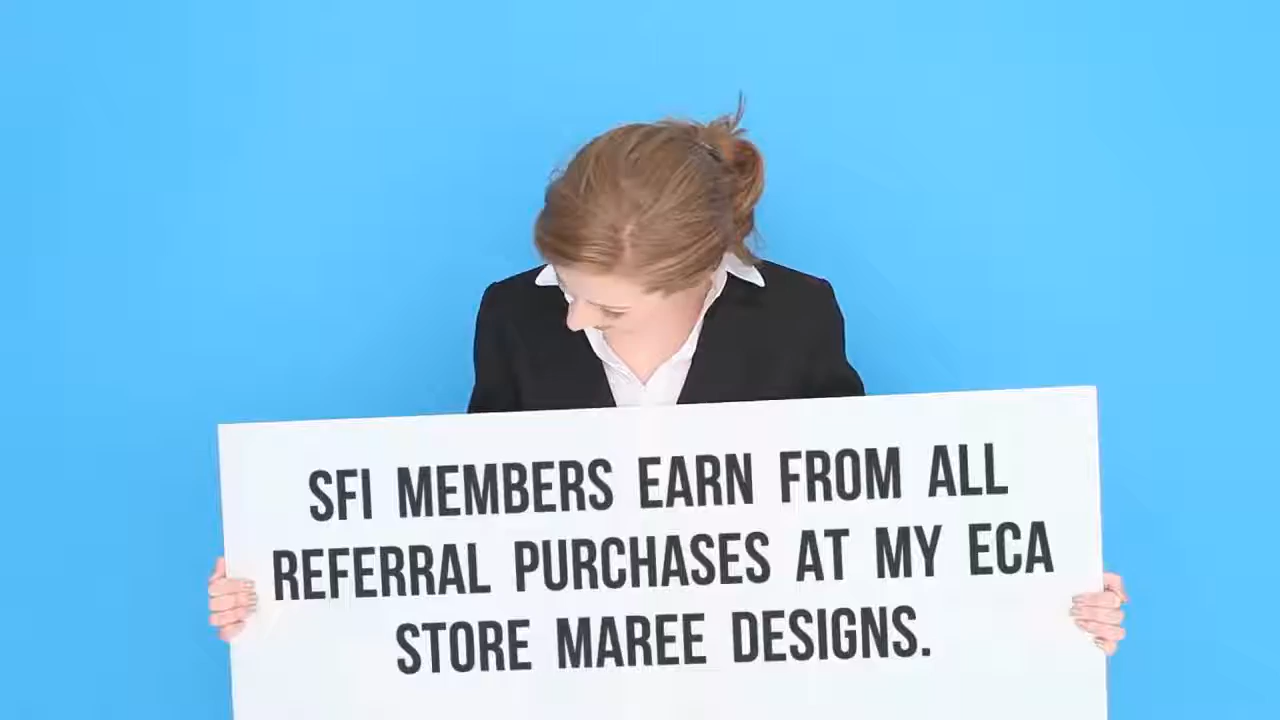 SFI MEMBERS EARN FROM ALL
REFERRAL PURCHASES AT MY ECA
STORE MAREE DESIGNS.